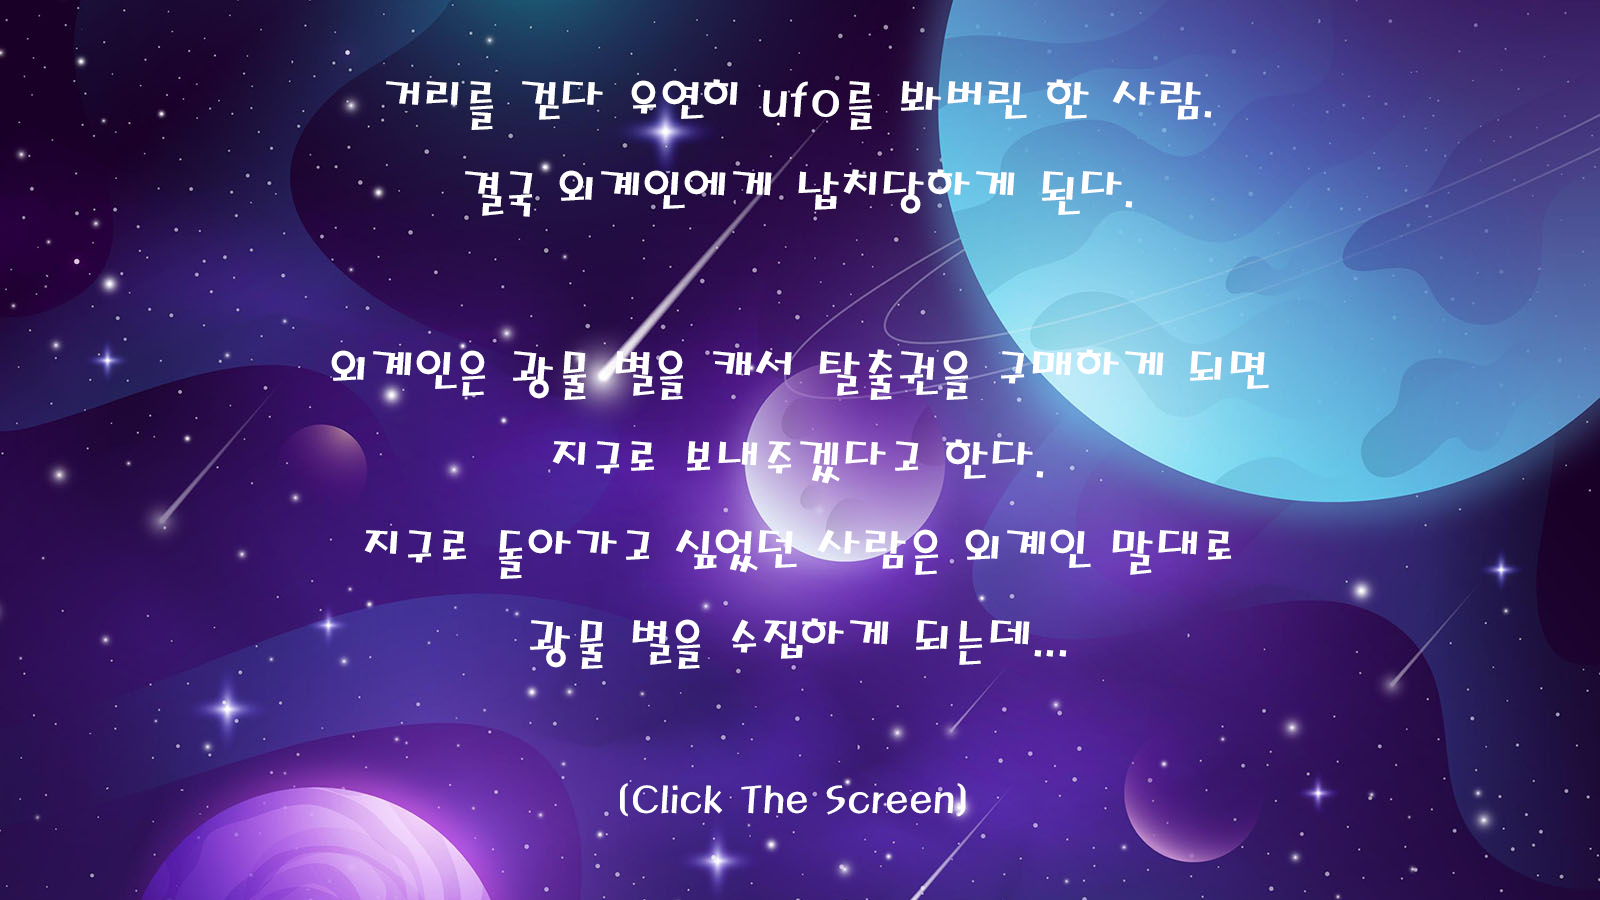 거리를 걷다 우연히 ufo를 봐버린 한 사람.
결국 외계인에게 납치당하게 된다.
외계인은 광물 별을 캐서 탈출권을 구매하게 되면
지구로 보내주겠다고 한다.
지구로 돌아가고 싶었던 사람은 외계인 말대로
광물 별을 수집하게 되는데...
(Click The Screen)